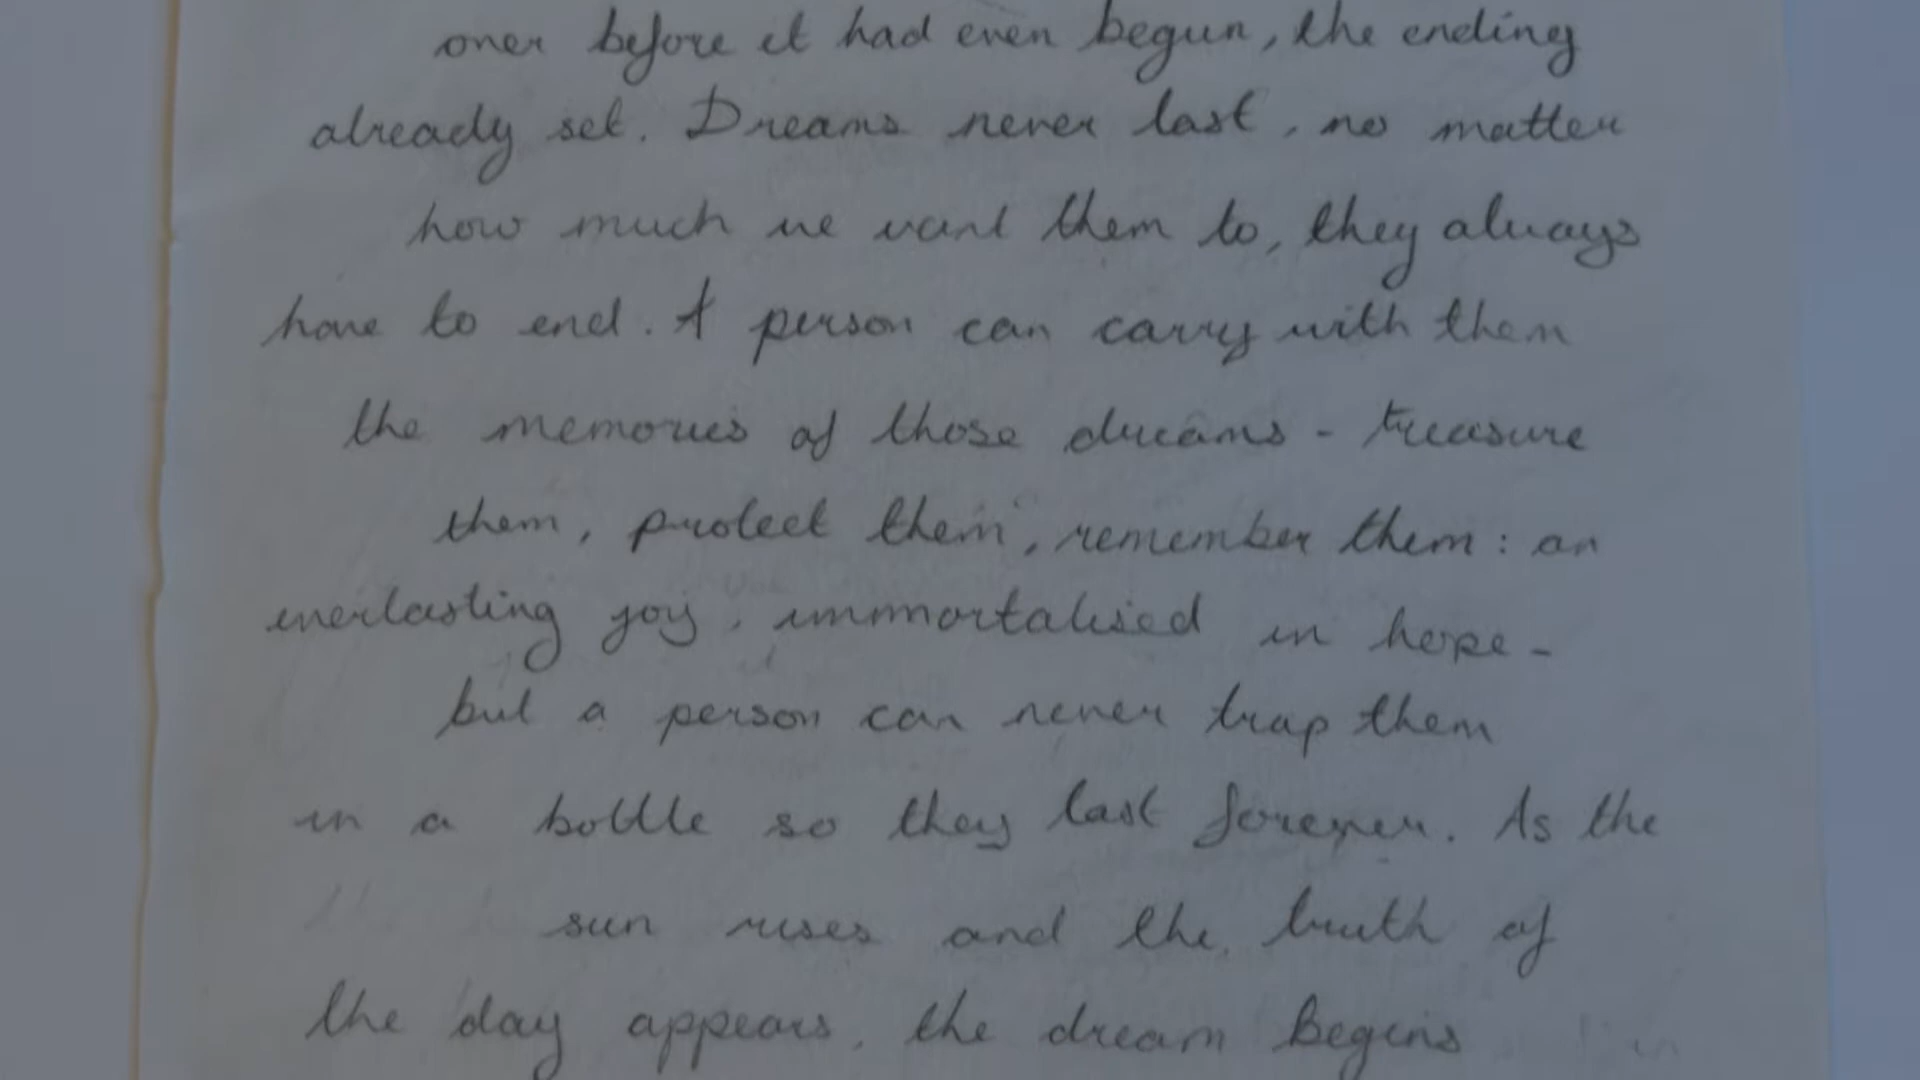 over before it had even begun, the ending
already set. Dreams never last, no matter
how much we want them to, they always
have to end. A person can carry with them
the memories of those dreams - treasure
them, protect them, remember them: an
everlasting joy, immortalised in hope -
but a person can never trap them
in a bottle so they last forever. As the
sun rises and the truth of
the day appears, the dream begins